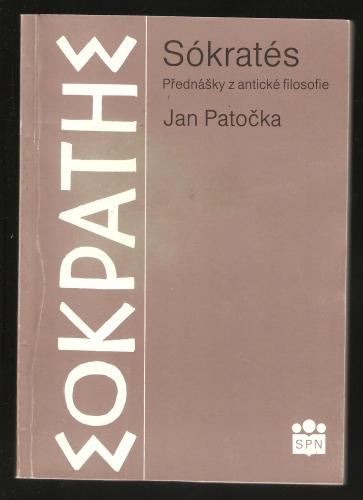 ΣΟΚΡΑΤΗΣ
Sókratés
Přednášky z antické filosofie
Jan Patočka
SPN